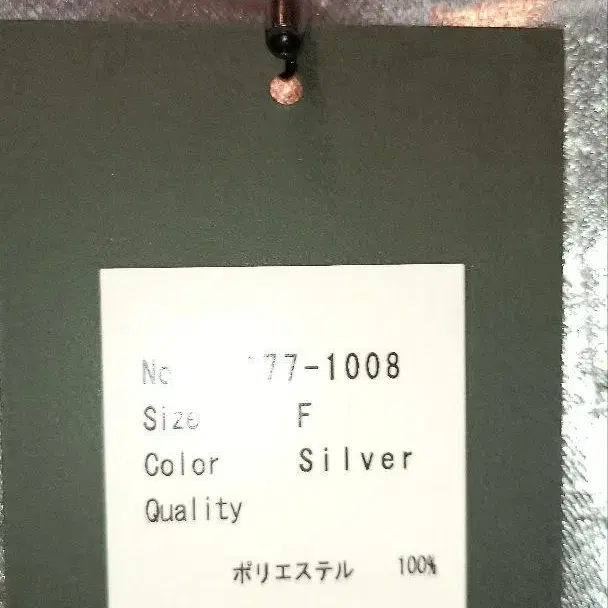 No 77-1008
Size F
Color Silver
Quality
ポリエステル 100%